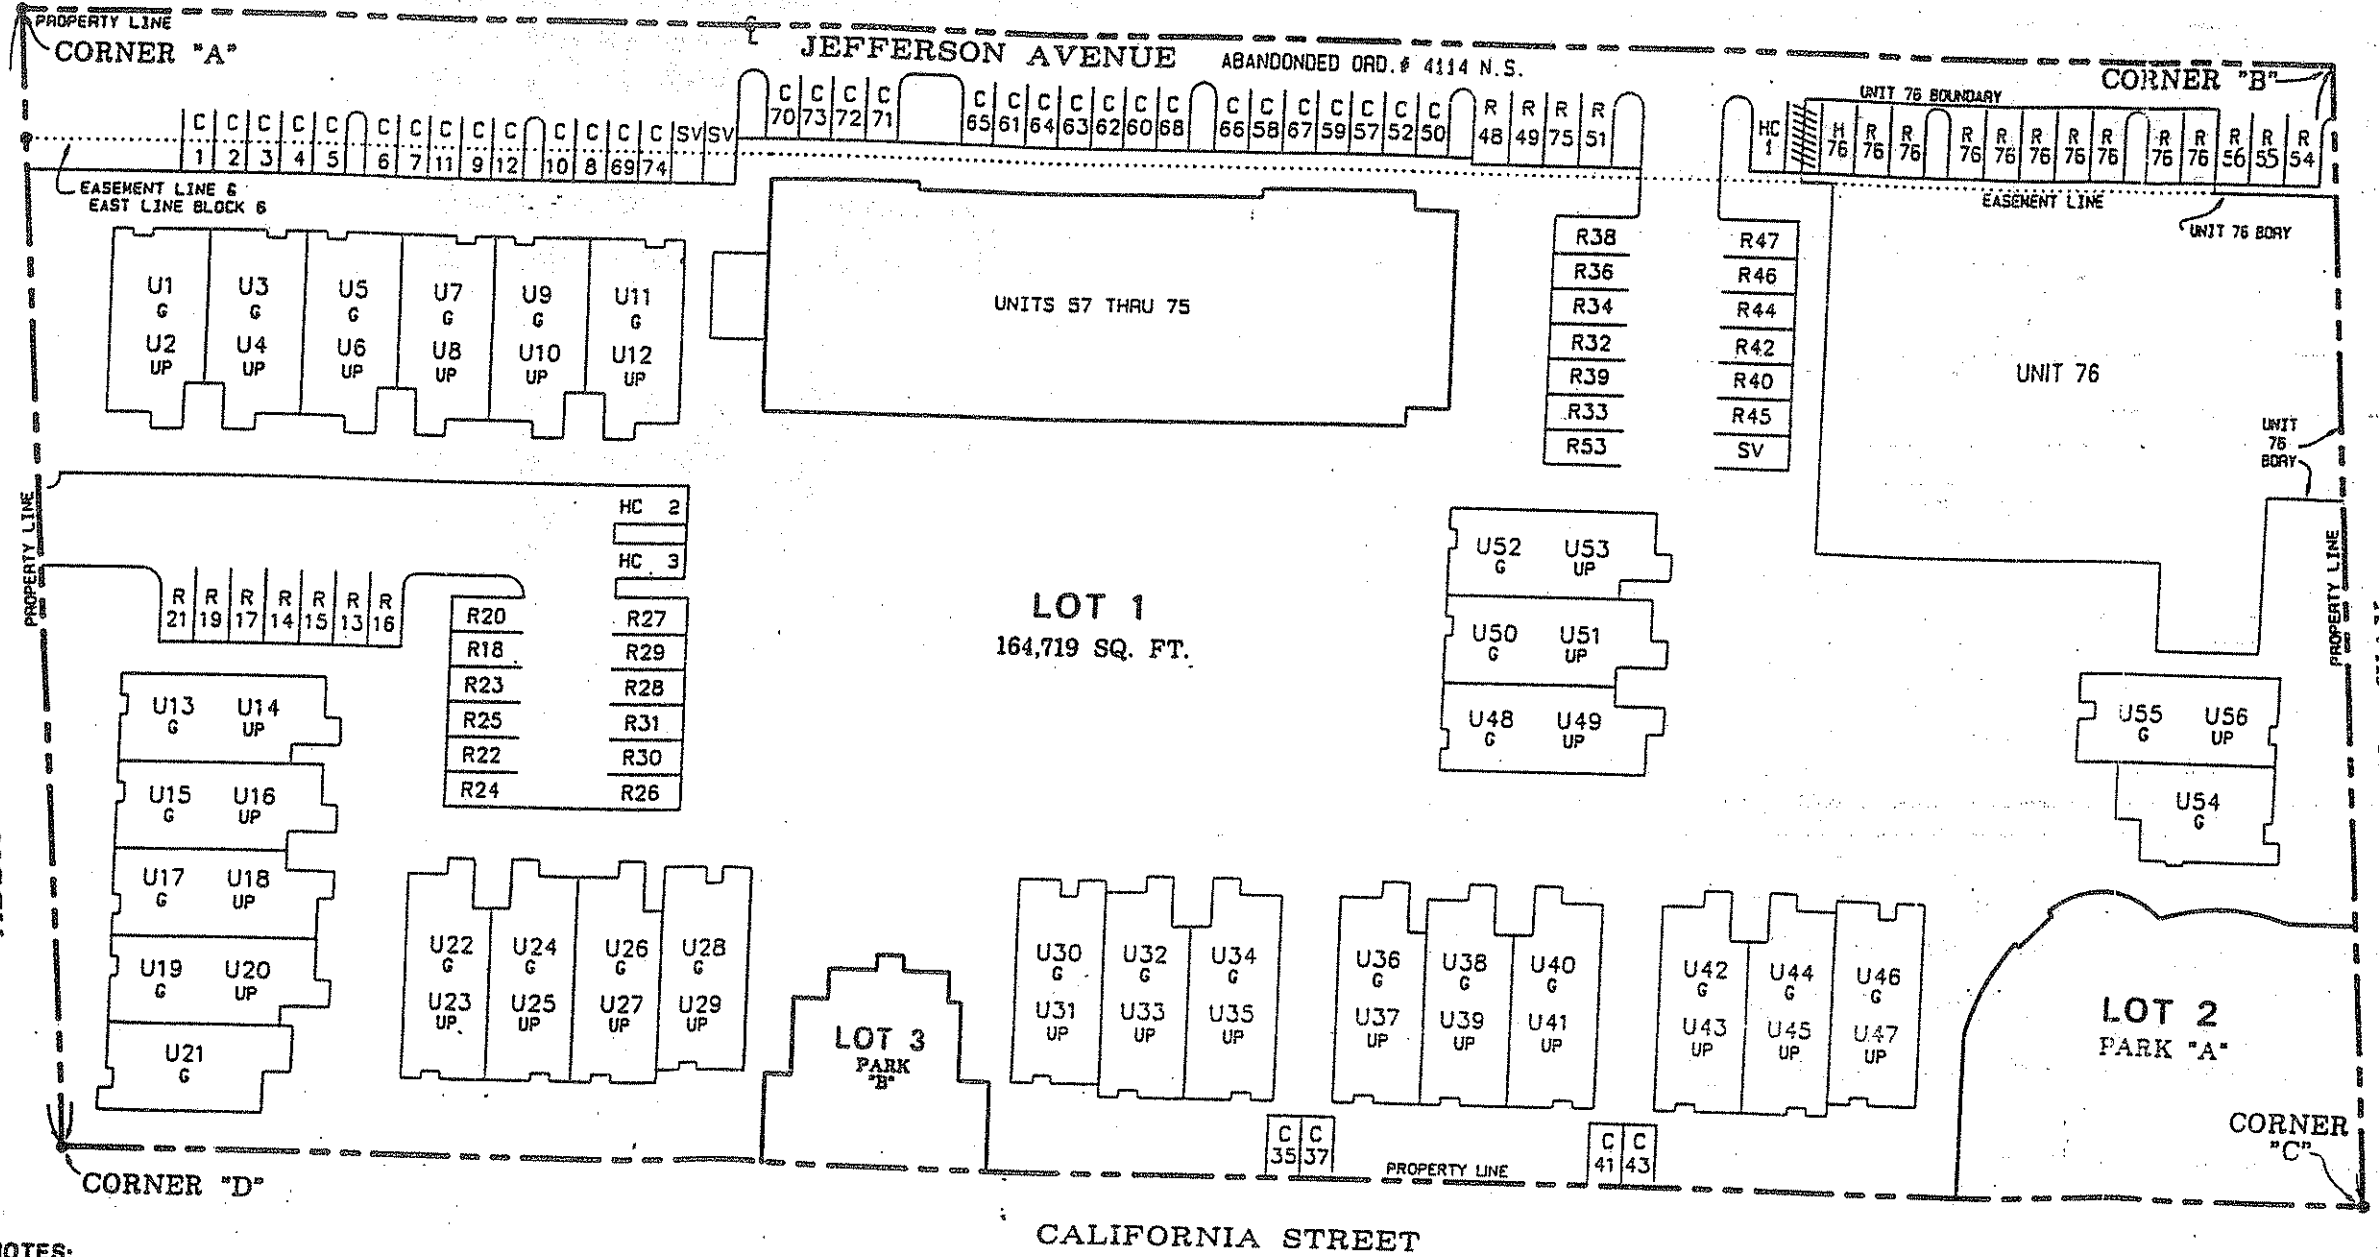 PROPERTY LINE
CORNER "A"
℄
JEFFERSON AVENUE
ABANDONDED ORD.# 4114 N.S.
CORNER "B"
UNIT 76 BOUNDARY
C 1
C 2
C 3
C 4
C 5
C 6
C 7
C 11
C 9
C 12
C 10
C 8
C 69
C 74
SV
SV
C 70
C 73
C 72
C 71
C 65
C 61
C 64
C 63
C 62
C 60
C 68
C 66
C 58
C 67
C 59
C 57
C 52
C 50
R 48
R 49
R 75
R 51
HC 1
H 76
R 76
R 76
R 76
R 76
R 76
R 76
R 76
R 76
R 76
R 56
R 55
R 54
EASEMENT LINE &
EAST LINE BLOCK 6
EASEMENT LINE
UNIT 76 BDRY
U1
G
U2
UP
U3
G
U4
UP
U5
G
U6
UP
U7
G
U8
UP
U9
G
U10
UP
U11
G
U12
UP
UNITS 57 THRU 75
R38
R36
R34
R32
R39
R33
R53
R47
R46
R44
R42
R40
R45
SV
UNIT 76
UNIT
76
BDRY
PROPERTY LINE
HC 2
HC 3
R 21
R 19
R 17
R 14
R 15
R 13
R 16
R20
R18
R23
R25
R22
R24
R27
R29
R28
R31
R30
R26
LOT 1
164,719 SQ. FT.
U52
G
U53
UP
U50
G
U51
UP
U48
G
U49
UP
PROPERTY LINE
U13
G
U14
UP
U15
G
U16
UP
U17
G
U18
UP
U19
G
U20
UP
U21
G
U55
G
U56
UP
U54
G
U22
G
U23
UP
U24
G
U25
UP
U26
G
U27
UP
U28
G
U29
UP
LOT 3
PARK
"B"
U30
G
U31
UP
U32
G
U33
UP
U34
G
U35
UP
U36
G
U37
UP
U38
G
U39
UP
U40
G
U41
UP
U42
G
U43
UP
U44
G
U45
UP
U46
G
U47
UP
LOT 2
PARK "A"
C 35
C 37
PROPERTY LINE
C 41
C 43
CORNER
"C"
CORNER "D"
CALIFORNIA STREET
NOTES: